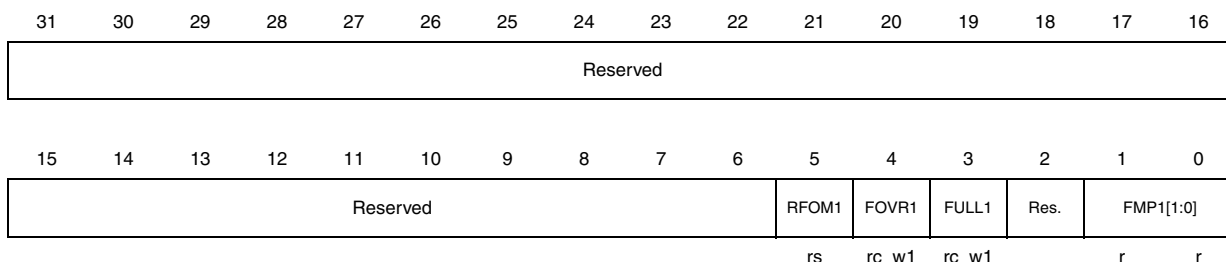 31 30 29 28 27 26 25 24 23 22 21 20 19 18 17 16
Reserved
15 14 13 12 11 10 9 8 7 6 5 4 3 2 1 0
Reserved RFOM1 FOVR1 FULL1 Res. FMP1[1:0]
rs rc_w1 rc_w1 r r